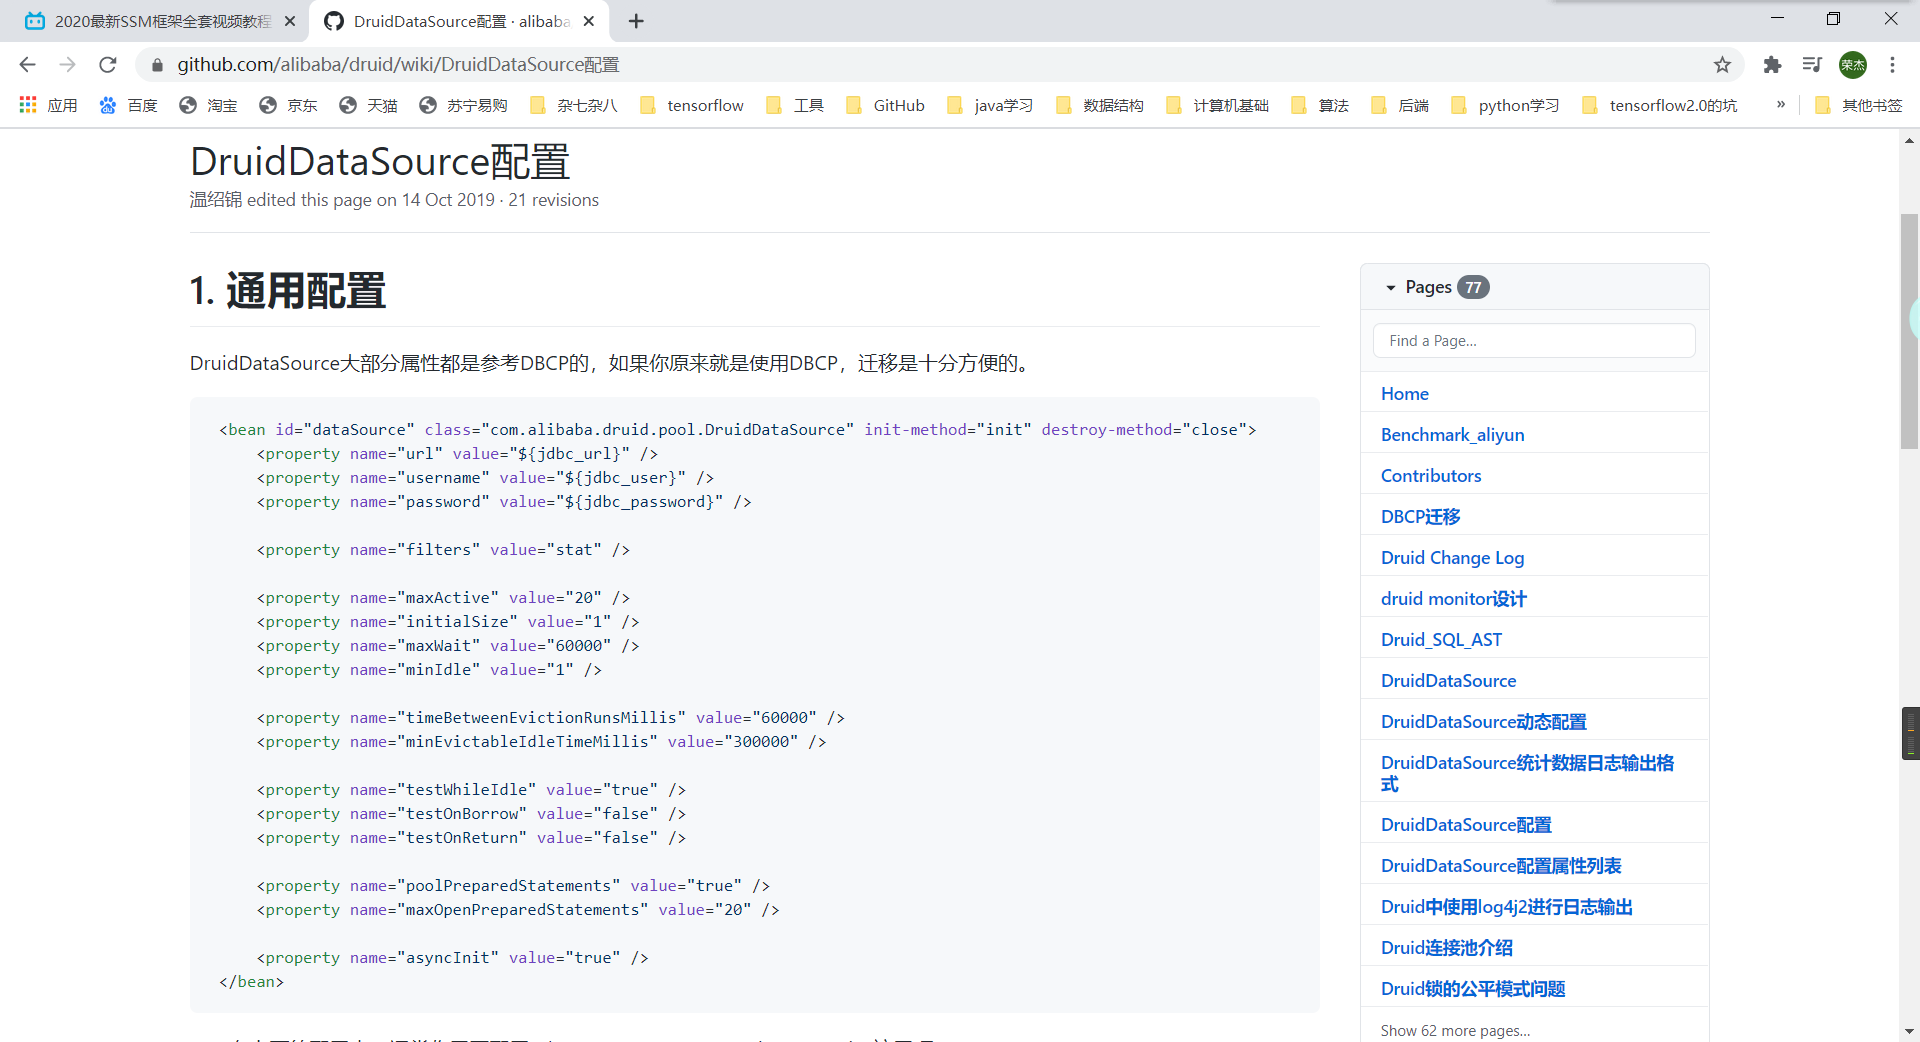 2020最新SSM框架全套视频教程
DruidDataSource配置 · alibaba
github.com/alibaba/druid/wiki/DruidDataSource配置
荣杰
应用 百度 淘宝 京东 天猫 苏宁易购 杂七杂八 tensorflow 工具 GitHub java学习 数据结构 计算机基础 算法 后端 python学习 tensorflow2.0的坑 » 其他书签
DruidDataSource配置
温绍锦 edited this page on 14 Oct 2019 · 21 revisions
1. 通用配置
DruidDataSource大部分属性都是参考DBCP的，如果你原来就是使用DBCP，迁移是十分方便的。
<bean id="dataSource" class="com.alibaba.druid.pool.DruidDataSource" init-method="init" destroy-method="close">
<property name="url" value="${jdbc_url}" />
<property name="username" value="${jdbc_user}" />
<property name="password" value="${jdbc_password}" />
<property name="filters" value="stat" />
<property name="maxActive" value="20" />
<property name="initialSize" value="1" />
<property name="maxWait" value="60000" />
<property name="minIdle" value="1" />
<property name="timeBetweenEvictionRunsMillis" value="60000" />
<property name="minEvictableIdleTimeMillis" value="300000" />
<property name="testWhileIdle" value="true" />
<property name="testOnBorrow" value="false" />
<property name="testOnReturn" value="false" />
<property name="poolPreparedStatements" value="true" />
<property name="maxOpenPreparedStatements" value="20" />
<property name="asyncInit" value="true" />
</bean>
Pages 77
Find a Page...
Home
Benchmark_aliyun
Contributors
DBCP迁移
Druid Change Log
druid monitor设计
Druid_SQL_AST
DruidDataSource
DruidDataSource动态配置
DruidDataSource统计数据日志输出格
式
DruidDataSource配置
DruidDataSource配置属性列表
Druid中使用log4j2进行日志输出
Druid连接池介绍
Druid锁的公平模式问题
Show 62 more pages...